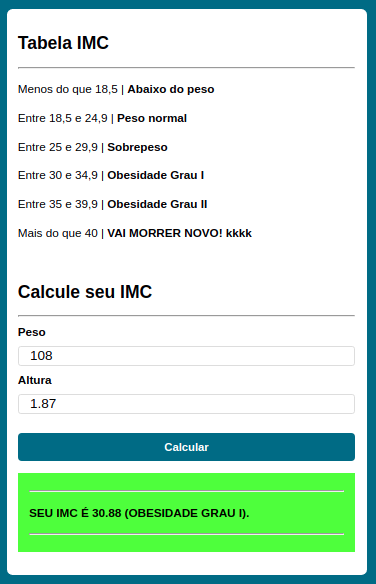 Tabela IMC
Menos do que 18,5 | Abaixo do peso
Entre 18,5 e 24,9 | Peso normal
Entre 25 e 29,9 | Sobrepeso
Entre 30 e 34,9 | Obesidade Grau I
Entre 35 e 39,9 | Obesidade Grau II
Mais do que 40 | VAI MORRER NOVO! kkkk
Calcule seu IMC
Peso
108
Altura
1.87
Calcular
SEU IMC É 30.88 (OBESIDADE GRAU I).